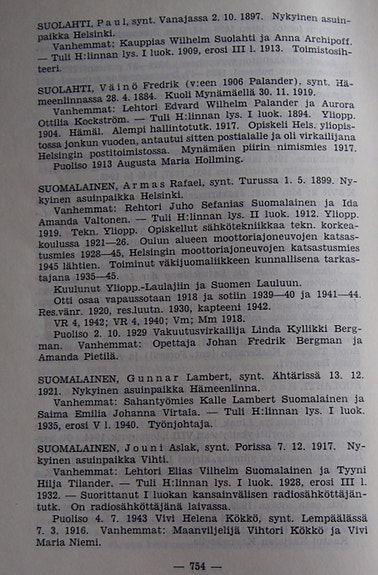 SUOLAHTI, Paul, synt. Vanajassa 2. 10. 1897. Nykyinen asuin-
paikka Helsinki.
Vanhemmat: Kauppias Wilhelm Suolahti ja Anna Archipoff.
— Tuli H:linnan lys. I luok. 1909, erosi III l. 1913. Toimistosih-
teeri.
SUOLAHTI, Väinö Fredrik (v:een 1906 Palander), synt. Hä-
meenlinnassa 28. 4. 1884. Kuoli Mynämäellä 30. 11. 1919.
Vanhemmat: Lehtori Edvard Wilhelm Palander ja Aurora
Ottilia Kockström. — Tuli H:linnan lys. I luok. 1894. Yliopp.
1904. Hämäl. Alempi hallintotutk. 1917. Opiskeli Hels. yliopis-
tossa jonkun vuoden, antautui sitten postialalle ja oli virkailijana
Helsingin postitoimistossa. Mynämäen piirin nimismies 1917.
Puoliso 1913 Augusta Maria Hollming.
SUOMALAINEN, Armas Rafael, synt. Turussa 1. 5. 1899. Ny-
kyinen asuinpaikka Helsinki.
Vanhemmat: Rehtori Juho Sefanias Suomalainen ja Ida
Amanda Valtonen. — Tuli H:linnan lys. II luok. 1912. Yliopp.
1919. Tekn. Yliopp. Opiskellut sähkötekniikkaa tekn. korkea-
koulussa 1921—26. Oulun alueen moottoriajoneuvojen katsas-
tusmies 1928—45, Helsingin moottoriajoneuvojen katsastusmies
1945 lähtien. Toiminut väkijuomaliikkeen kunnallisena tarkas-
tajana 1935—45.
Kuulunut Yliopp.-Laulajiin ja Suomen Lauluun.
Otti osaa vapaussotaan 1918 ja sotiin 1939—40 ja 1941—44.
Res.vänr. 1920, res.luutn. 1930, kapteeni 1942.
VR 4, 1942; VR 4, 1940; Vm; Mm 1918.
Puoliso 2. 10. 1929 Vakuutusvirkailija Linda Kyllikki Berg-
man. Vanhemmat: Opettaja Johan Fredrik Bergman ja
Amanda Pietilä.
SUOMALAINEN, Gunnar Lambert, synt. Ähtärissä 13. 12.
1921. Nykyinen asuinpaikka Hämeenlinna.
Vanhemmat: Sahantyömies Kalle Lambert Suomalainen ja
Saima Emilia Johanna Virtala. — Tuli H:linnan lys. I luok.
1935, erosi V l. 1940. Työnjohtaja.
SUOMALAINEN, Jouni Aslak, synt. Porissa 7. 12. 1917. Ny-
kyinen asuinpaikka Vihti.
Vanhemmat: Lehtori Elias Vilhelm Suomalainen ja Tyyni
Hilja Tilander. — Tuli H:linnan lys. I luok. 1928, erosi III l.
1932. — Suorittanut I luokan kansainvälisen radiosähköttäjän-
tutk. On radiosähköttäjänä laivassa.
Puoliso 4. 7. 1943 Vivi Helena Kökkö, synt. Lempäälässä
7. 3. 1916. Vanhemmat: Maanviljelijä Vihtori Kökkö ja Vivi
Maria Niemi.
— 754 —